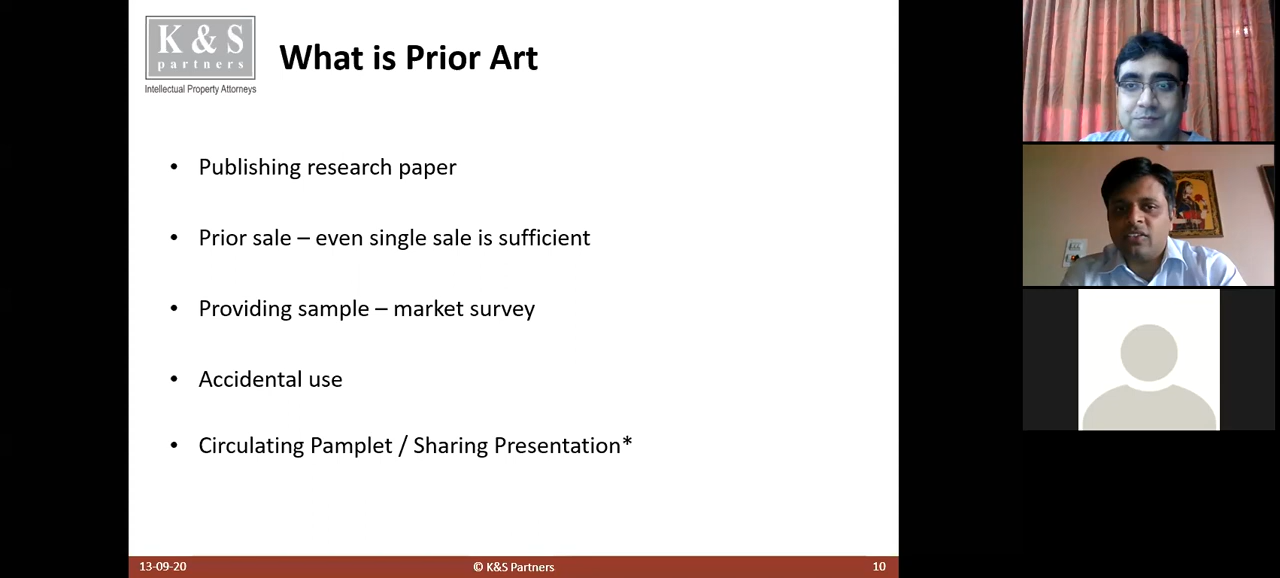 K & S
partners
Intellectual Property Attorneys
What is Prior Art
• Publishing research paper
• Prior sale – even single sale is sufficient
• Providing sample – market survey
• Accidental use
• Circulating Pamplet / Sharing Presentation*
13-09-20 © K&S Partners 10